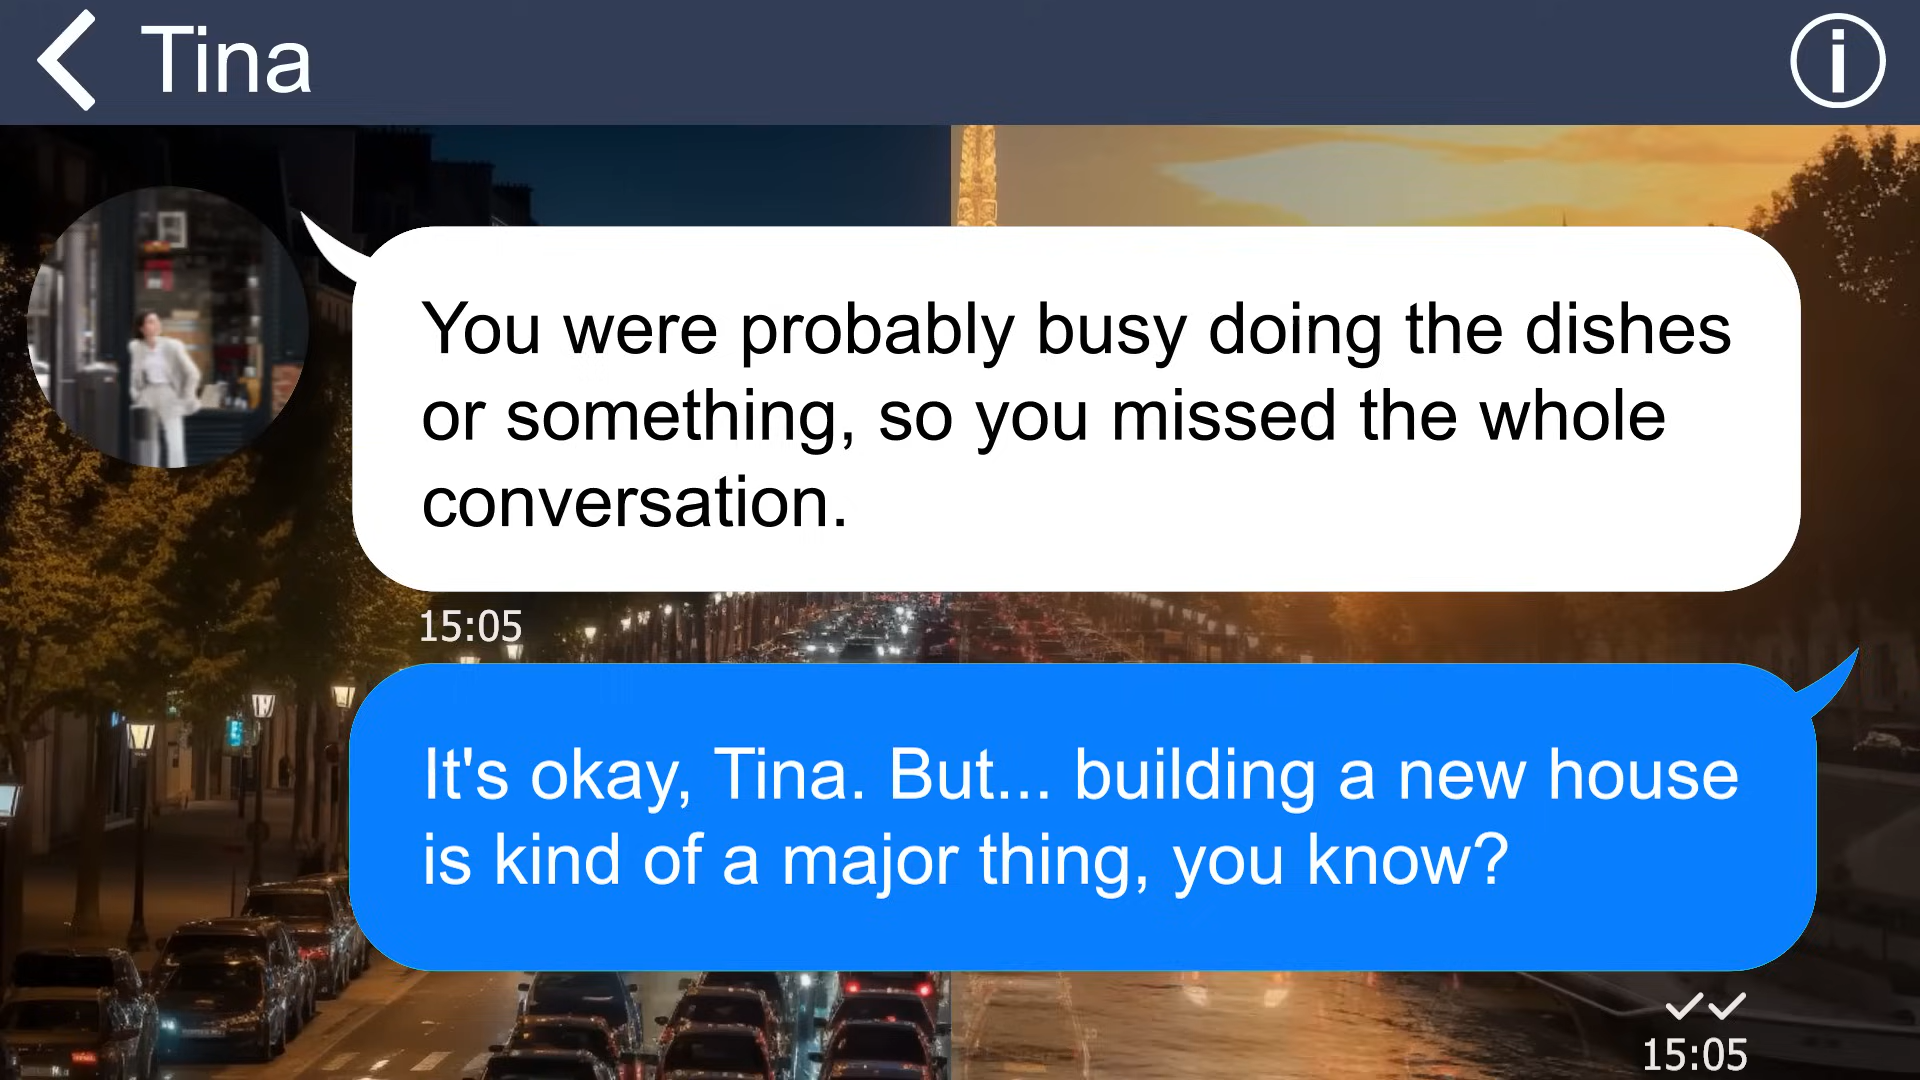 Tina
You were probably busy doing the dishes
or something, so you missed the whole
conversation.
15:05
It's okay, Tina. But... building a new house
is kind of a major thing, you know?
15:05